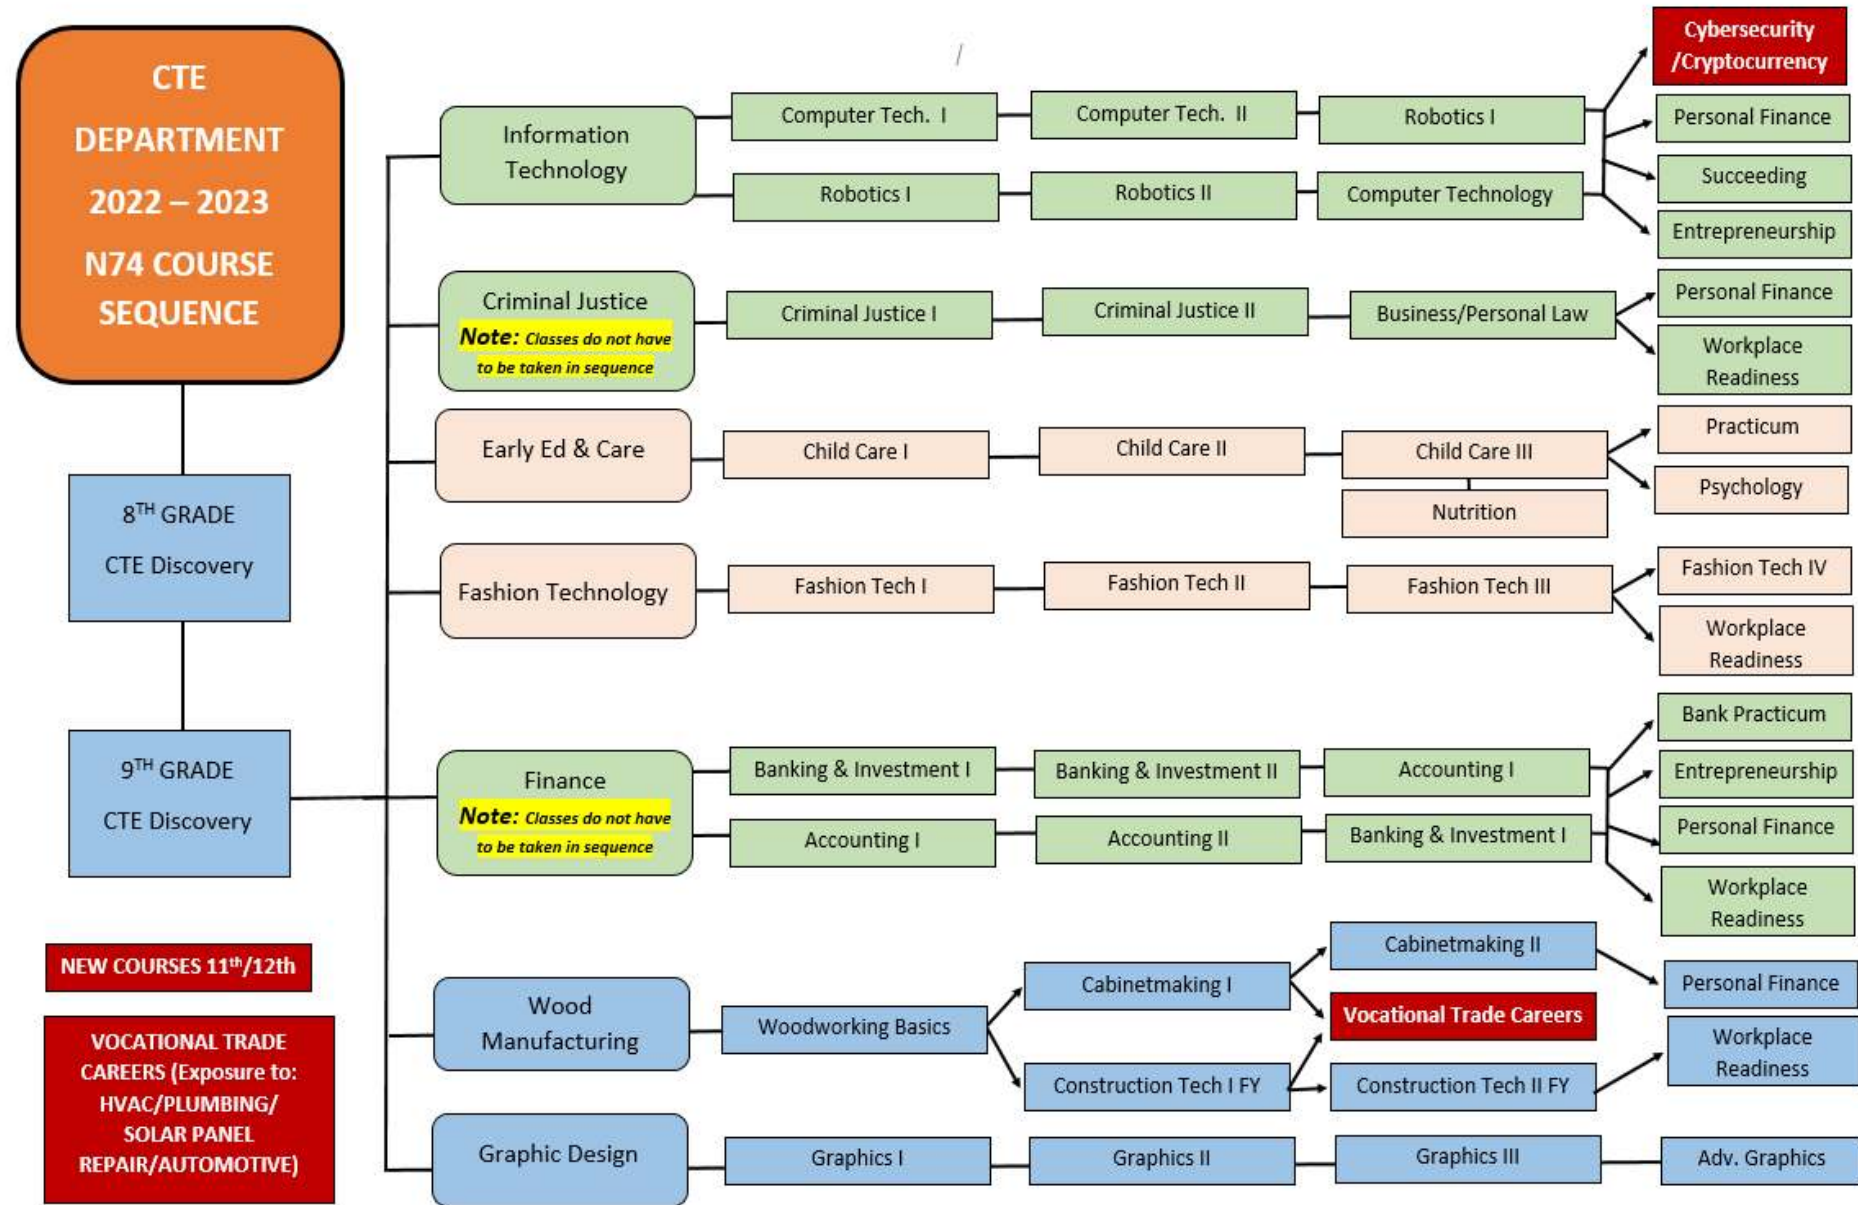 CTE
DEPARTMENT
2022 – 2023
N74 COURSE
SEQUENCE
8TH GRADE
CTE Discovery
9TH GRADE
CTE Discovery
NEW COURSES 11th/12th
VOCATIONAL TRADE
CAREERS (Exposure to:
HVAC/PLUMBING/
SOLAR PANEL
REPAIR/AUTOMOTIVE)
/
Information
Technology
Computer Tech. I
Computer Tech. II
Robotics I
Robotics I
Robotics II
Computer Technology
Cybersecurity
/Cryptocurrency
Personal Finance
Succeeding
Entrepreneurship
Criminal Justice
Note: Classes do not have
to be taken in sequence
Criminal Justice I
Criminal Justice II
Business/Personal Law
Personal Finance
Workplace
Readiness
Early Ed & Care
Child Care I
Child Care II
Child Care III
Nutrition
Practicum
Psychology
Fashion Technology
Fashion Tech I
Fashion Tech II
Fashion Tech III
Fashion Tech IV
Workplace
Readiness
Finance
Note: Classes do not have
to be taken in sequence
Banking & Investment I
Banking & Investment II
Accounting I
Accounting I
Accounting II
Banking & Investment I
Bank Practicum
Entrepreneurship
Personal Finance
Workplace
Readiness
Wood
Manufacturing
Woodworking Basics
Cabinetmaking I
Construction Tech I FY
Cabinetmaking II
Vocational Trade Careers
Construction Tech II FY
Personal Finance
Workplace
Readiness
Graphic Design
Graphics I
Graphics II
Graphics III
Adv. Graphics